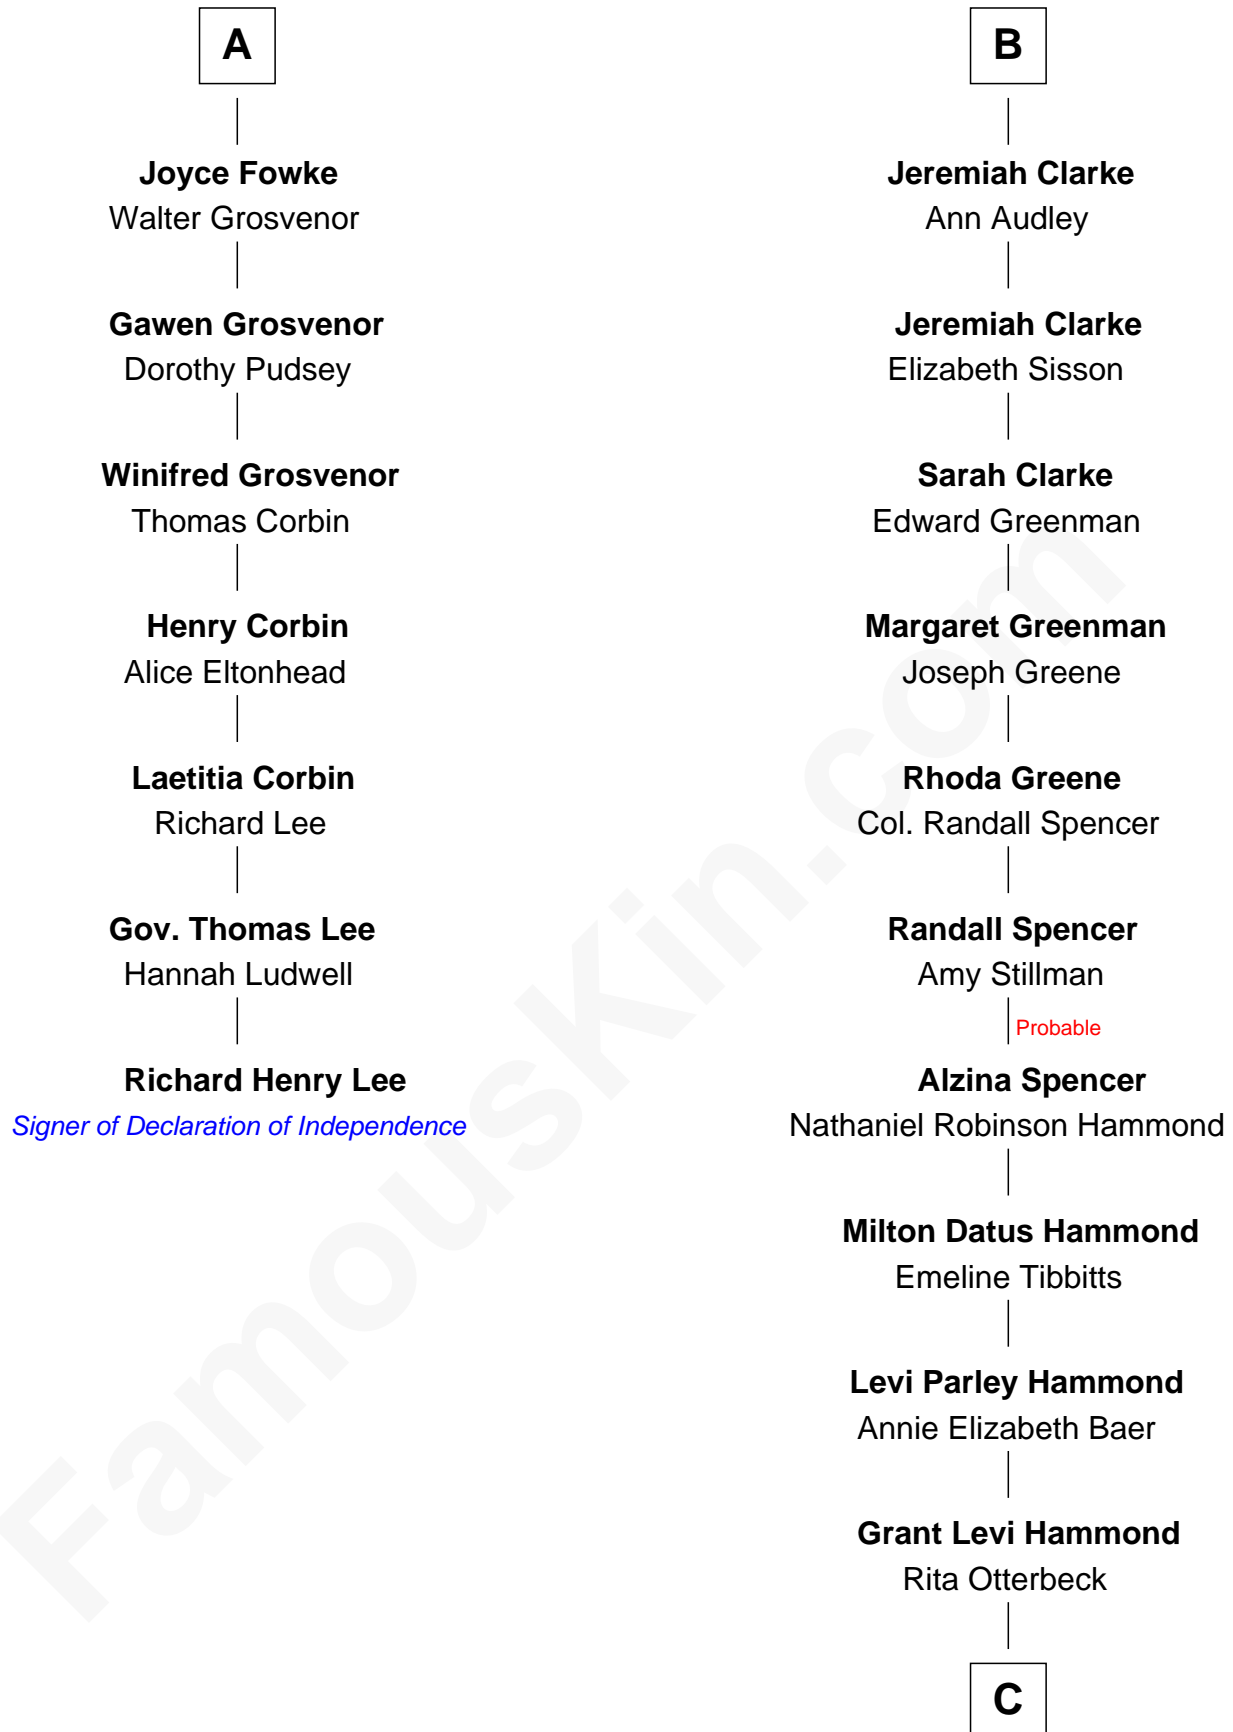 A
Joyce Fowke
Walter Grosvenor
Gawen Grosvenor
Dorothy Pudsey
Winifred Grosvenor
Thomas Corbin
Henry Corbin
Alice Eltonhead
Laetitia Corbin
Richard Lee
Gov. Thomas Lee
Hannah Ludwell
Richard Henry Lee
Signer of Declaration of Independence
B
Jeremiah Clarke
Ann Audley
Jeremiah Clarke
Elizabeth Sisson
Sarah Clarke
Edward Greenman
Margaret Greenman
Joseph Greene
Rhoda Greene
Col. Randall Spencer
Randall Spencer
Amy Stillman
Probable
Alzina Spencer
Nathaniel Robinson Hammond
Milton Datus Hammond
Emeline Tibbitts
Levi Parley Hammond
Annie Elizabeth Baer
Grant Levi Hammond
Rita Otterbeck
C
FamousKin.com